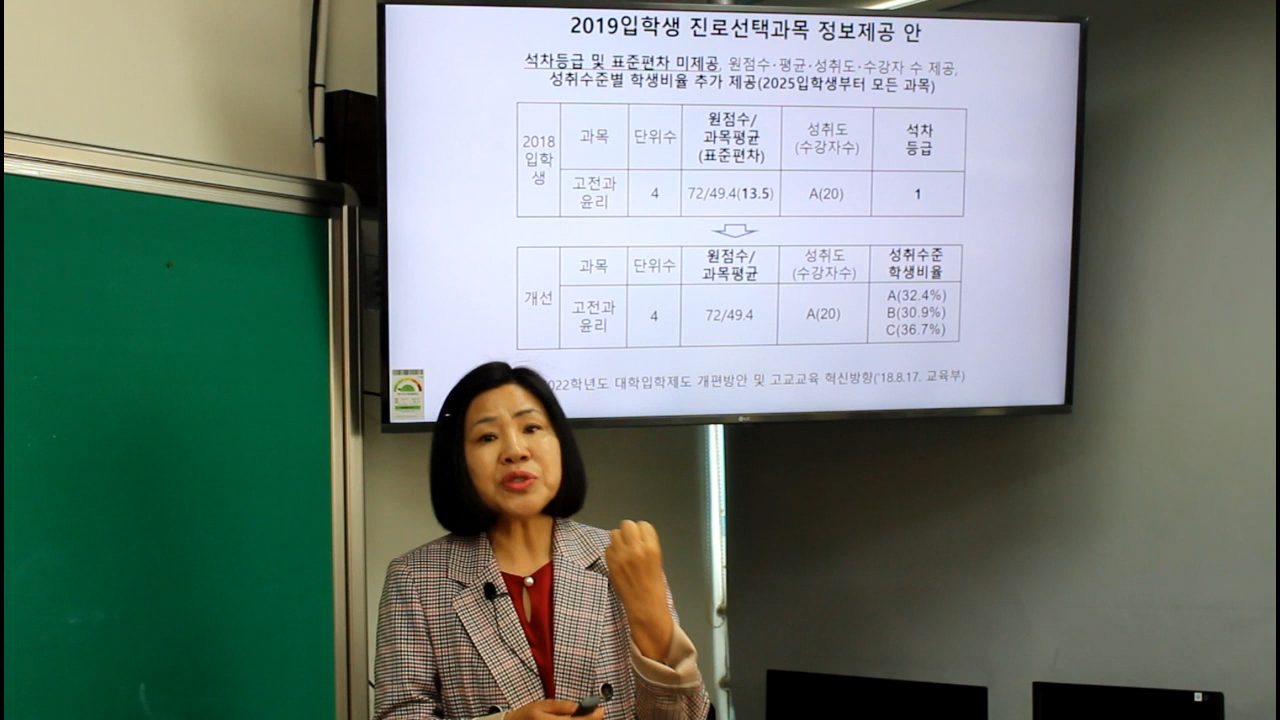 2019입학생 진로선택과목 정보제공 안
석차등급 및 표준편차 미제공, 원점수·평균·성취도·수강자 수 제공,
성취수준별 학생비율 추가 제공(2025입학생부터 모든 과목)
2018
입학
생
과목
단위수
원점수/
과목평균
(표준편차)
성취도
(수강자수)
석차
등급
고전과
윤리
4
72/49.4(13.5)
A(20)
1
개선
과목
단위수
원점수/
과목평균
성취도
(수강자수)
성취수준
학생비율
고전과
윤리
4
72/49.4
A(20)
A(32.4%)
B(30.9%)
C(36.7%)
022학년도 대학입학제도 개편방안 및 고교교육 혁신방향('18.8.17. 교육부)
LG